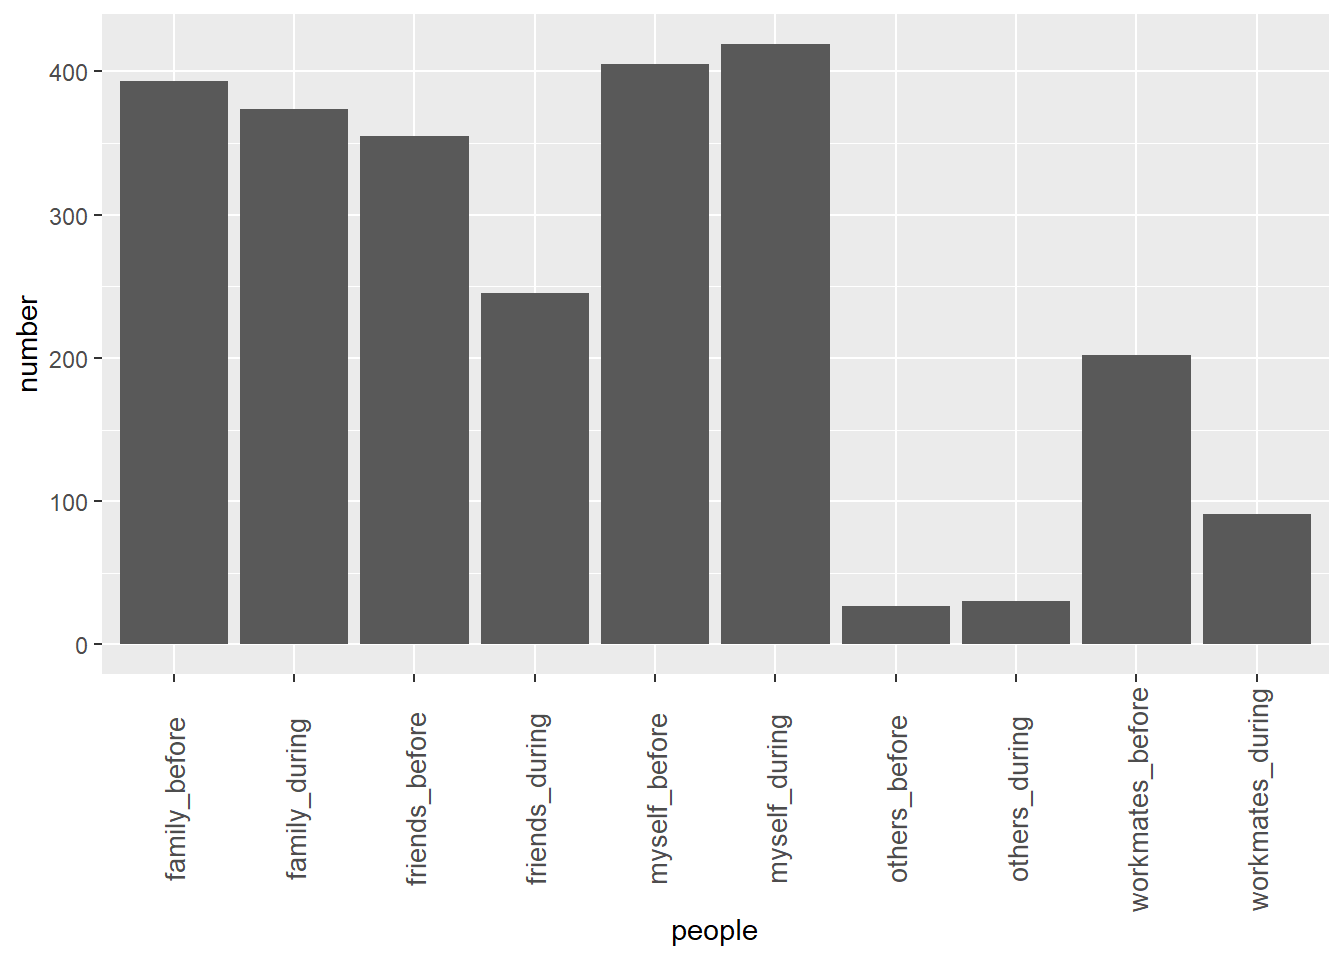 400
300
200
100
0
number
family_before
family_during
friends_before
friends_during
myself_before
myself_during
others_before
others_during
workmates_before
workmates_during
people